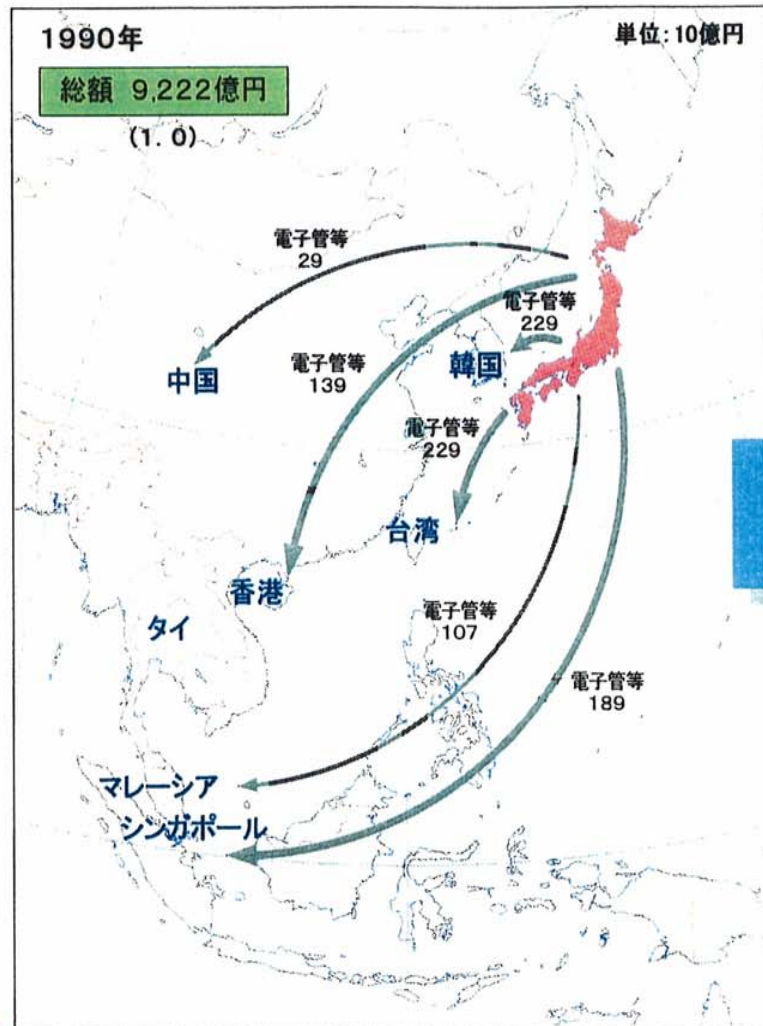 1990年
単位:10億円
総額 9,222億円
(1.0)
電子管等
29
電子管等
229
電子管等
139
韓国
中国
電子管等
229
台湾
香港
電子管等
107
タイ
電子管等
189
マレーシア
シンガポール